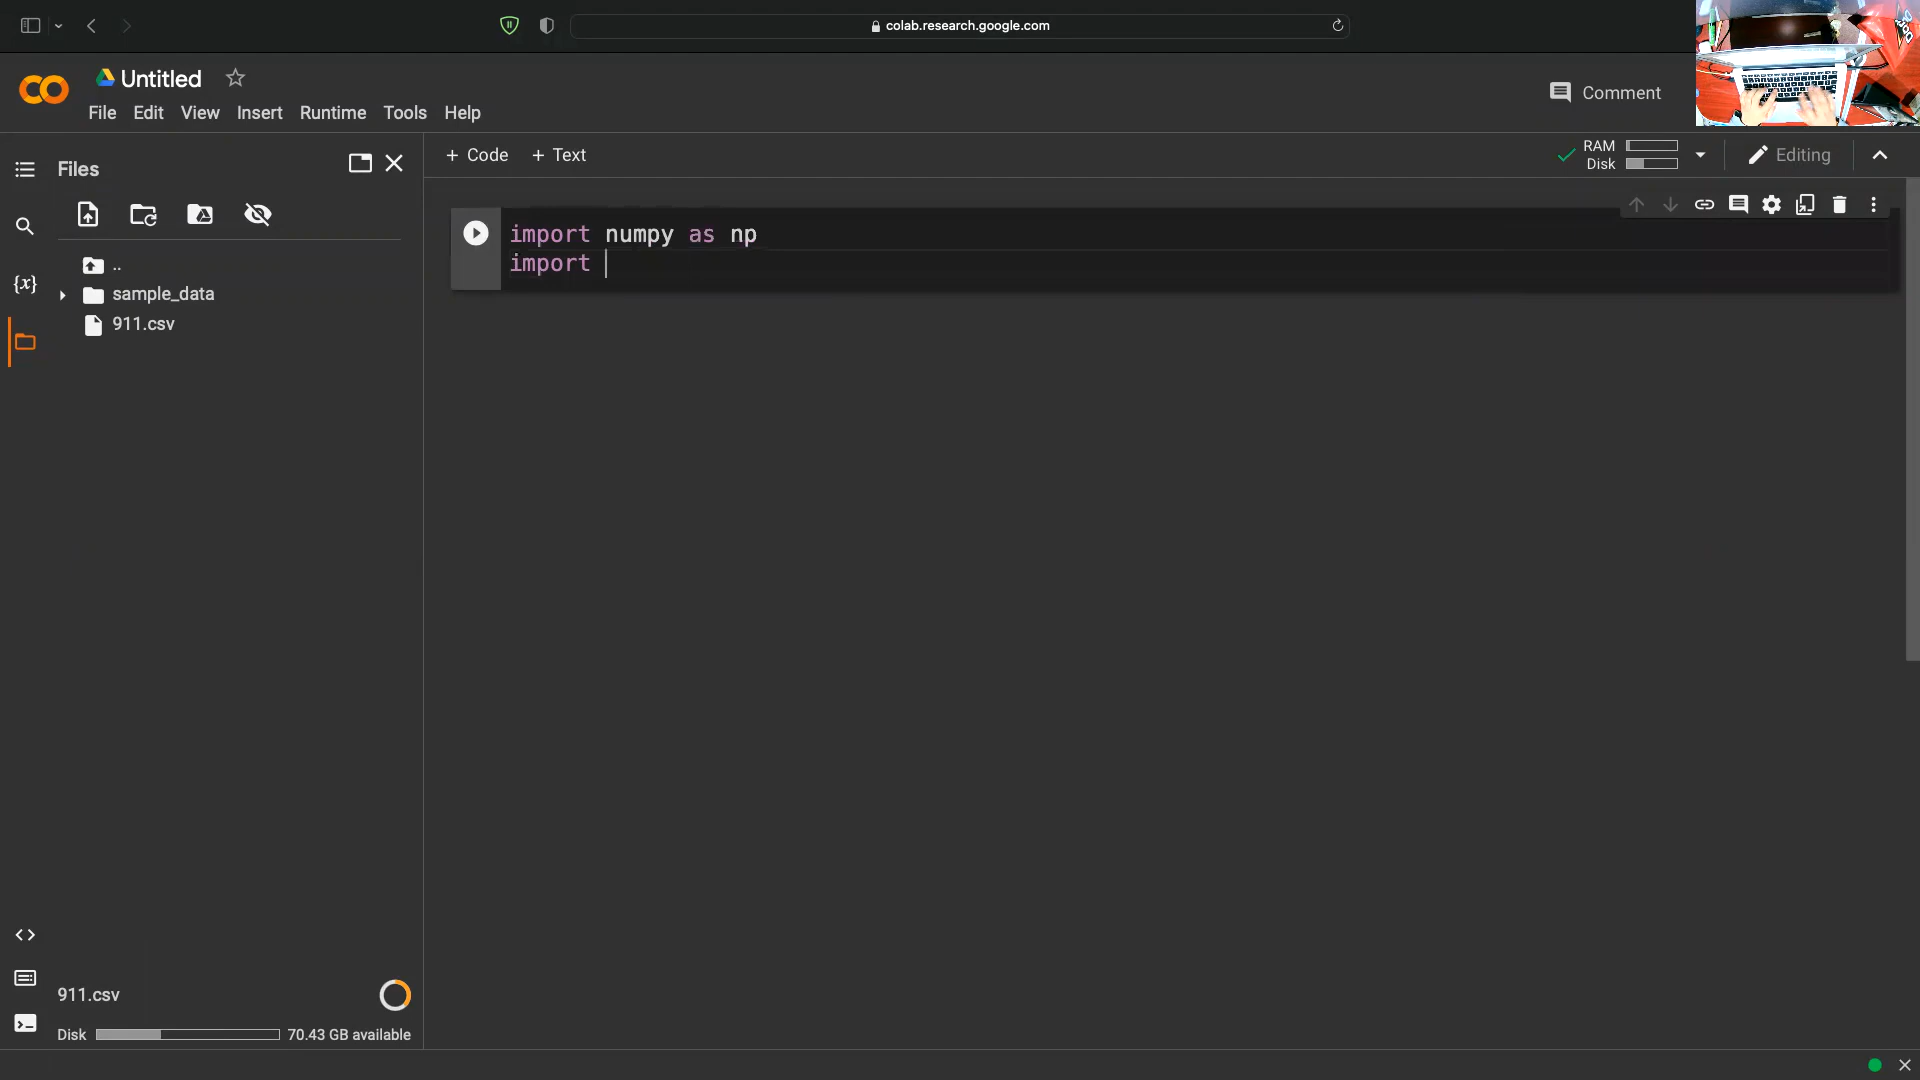 colab.research.google.com
Untitled
File Edit View Insert Runtime Tools Help
Comment
Files
+ Code + Text
RAM
Disk
Editing
{x}
..
sample_data
911.csv
import numpy as np
import
911.csv
Disk 70.43 GB available